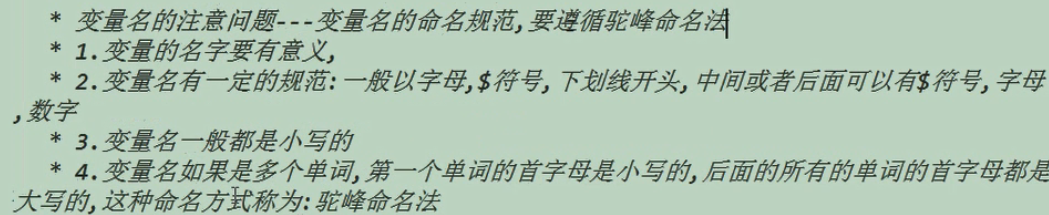 * 变量名的注意问题---变量名的命名规范,要遵循驼峰命名法
* 1.变量的名字要有意义,
* 2.变量名有一定的规范:一般以字母,$符号,下划线开头,中间或者后面可以有$符号,字母
,数字
* 3.变量名一般都是小写的
* 4.变量名如果是多个单词,第一个单词的首字母是小写的,后面的所有的单词的首字母都是
大写的,这种命名方式称为:驼峰命名法